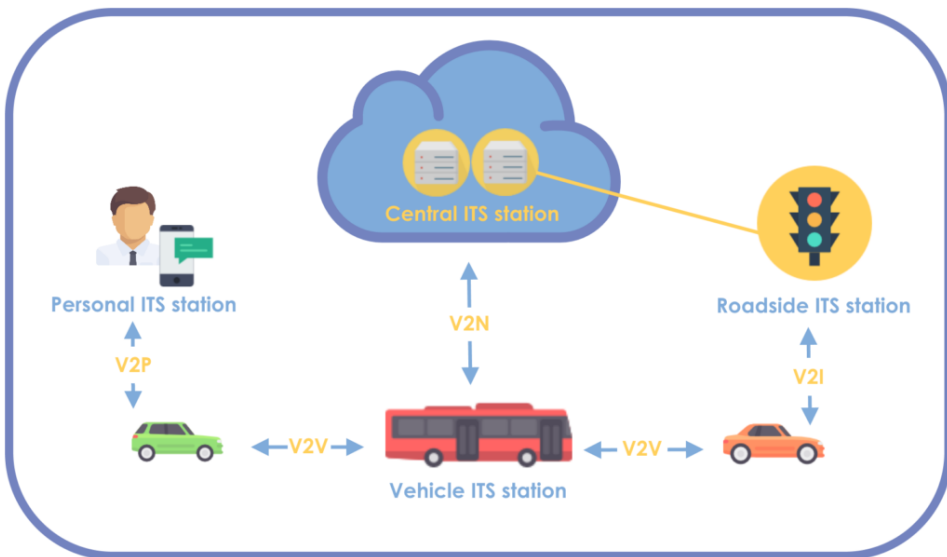 Central ITS station
Personal ITS station
Roadside ITS station
V2N
V2P
V2I
V2V
V2V
Vehicle ITS station